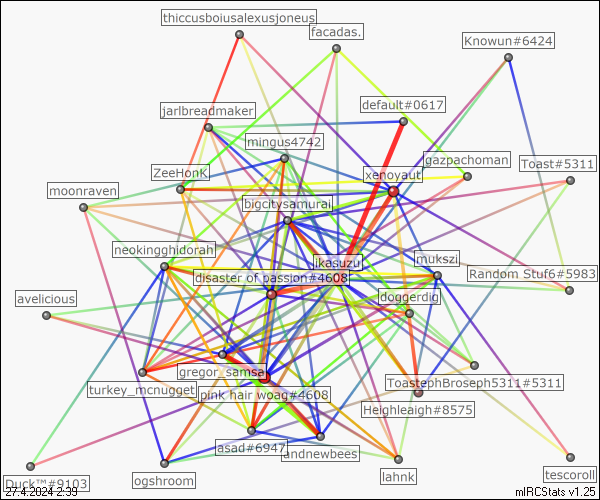 thiccusboiusalexusjoneus
facadas.
Knowun#6424
default#0617
jarlbreadmaker
mingus4742
gazpachoman
Toast#5311
xenoyaut
ZeeHonK
moonraven
bigcitysamurai
neokingghidorah
mukszi
ikasuzu
disaster of passion#4608
Random Stuf6#5983
avelicious
doggerdig
gregor_samsa
ToastephBroseph5311#5311
turkey_mcnugget
pink hair woag#4608
Heighleaigh#8575
asad#6947
andnewbees
lahnk
tescoroll
Duck™#9103
ogshroom
27.4.2024 2:39
mIRCStats v1.25